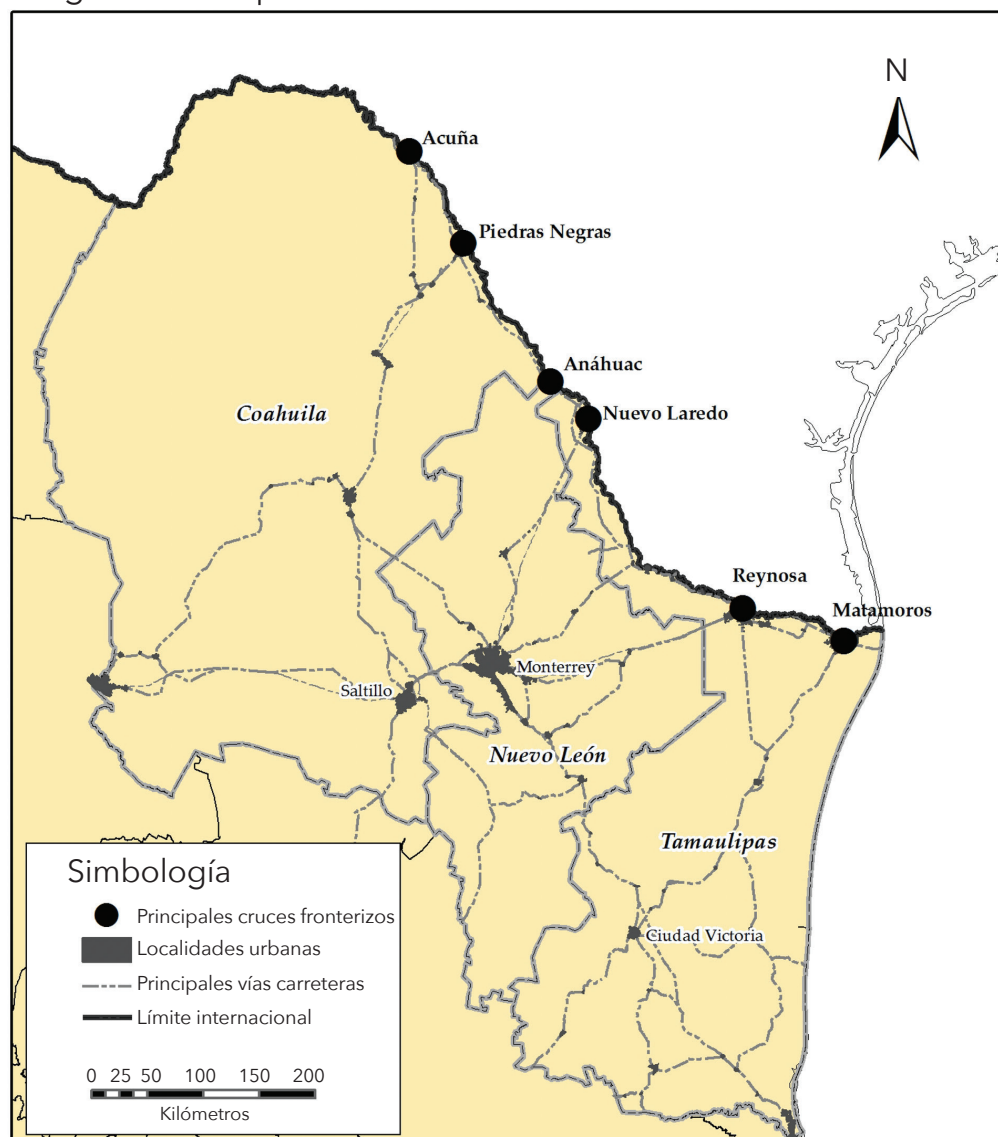 N
Acuña
Piedras Negras
Anáhuac
Nuevo Laredo
Coahuila
Reynosa
Matamoros
Monterrey
Saltillo
Nuevo León
Tamaulipas
Ciudad Victoria
Simbología
Principales cruces fronterizos
Localidades urbanas
Principales vías carreteras
Límite internacional
0 25 50 100 150 200
Kilómetros